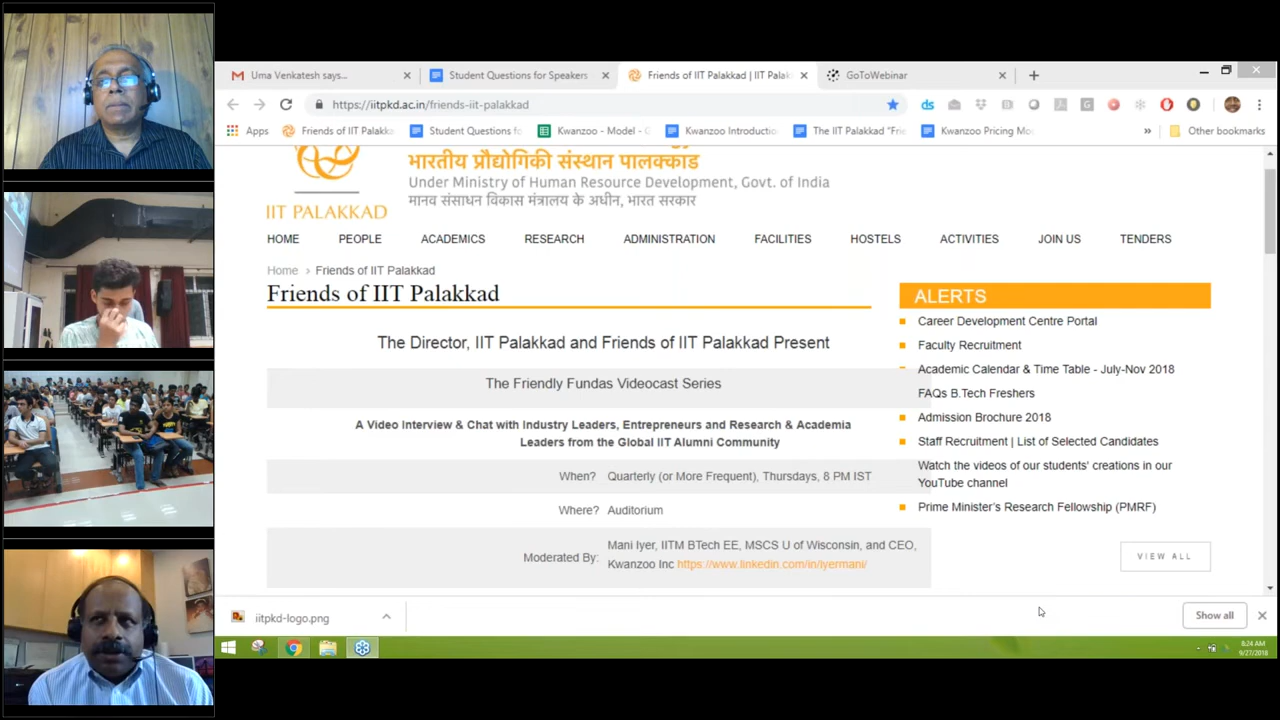 Uma Venkatesh says...
Student Questions for Speakers
Friends of IIT Palakkad | IIT Palak
GoToWebinar
https://iitpkd.ac.in/friends-iit-palakkad
Apps
Friends of IIT Palakka
Student Questions fo
Kwanzoo - Model - G
Kwanzoo Introductio
The IIT Palakkad "Frie
Kwanzoo Pricing Mod
»
Other bookmarks
भारतीय प्रौद्योगिकी संस्थान पालक्काड
Under Ministry of Human Resource Development, Govt. of India
मानव संसाधन विकास मंत्रालय के अधीन, भारत सरकार
IIT PALAKKAD
HOME PEOPLE ACADEMICS RESEARCH ADMINISTRATION FACILITIES HOSTELS ACTIVITIES JOIN US TENDERS
Home › Friends of IIT Palakkad
Friends of IIT Palakkad
The Director, IIT Palakkad and Friends of IIT Palakkad Present
The Friendly Fundas Videocast Series
A Video Interview & Chat with Industry Leaders, Entrepreneurs and Research & Academia
Leaders from the Global IIT Alumni Community
When? Quarterly (or More Frequent), Thursdays, 8 PM IST
Where? Auditorium
Moderated By: Mani Iyer, IITM BTech EE, MSCS U of Wisconsin, and CEO,
Kwanzoo Inc https://www.linkedin.com/in/iyermani/
ALERTS
Career Development Centre Portal
Faculty Recruitment
Academic Calendar & Time Table - July-Nov 2018
FAQs B.Tech Freshers
Admission Brochure 2018
Staff Recruitment | List of Selected Candidates
Watch the videos of our students' creations in our
YouTube channel
Prime Minister's Research Fellowship (PMRF)
VIEW ALL
iitpkd-logo.png
Show all
8:24 AM
9/27/2018